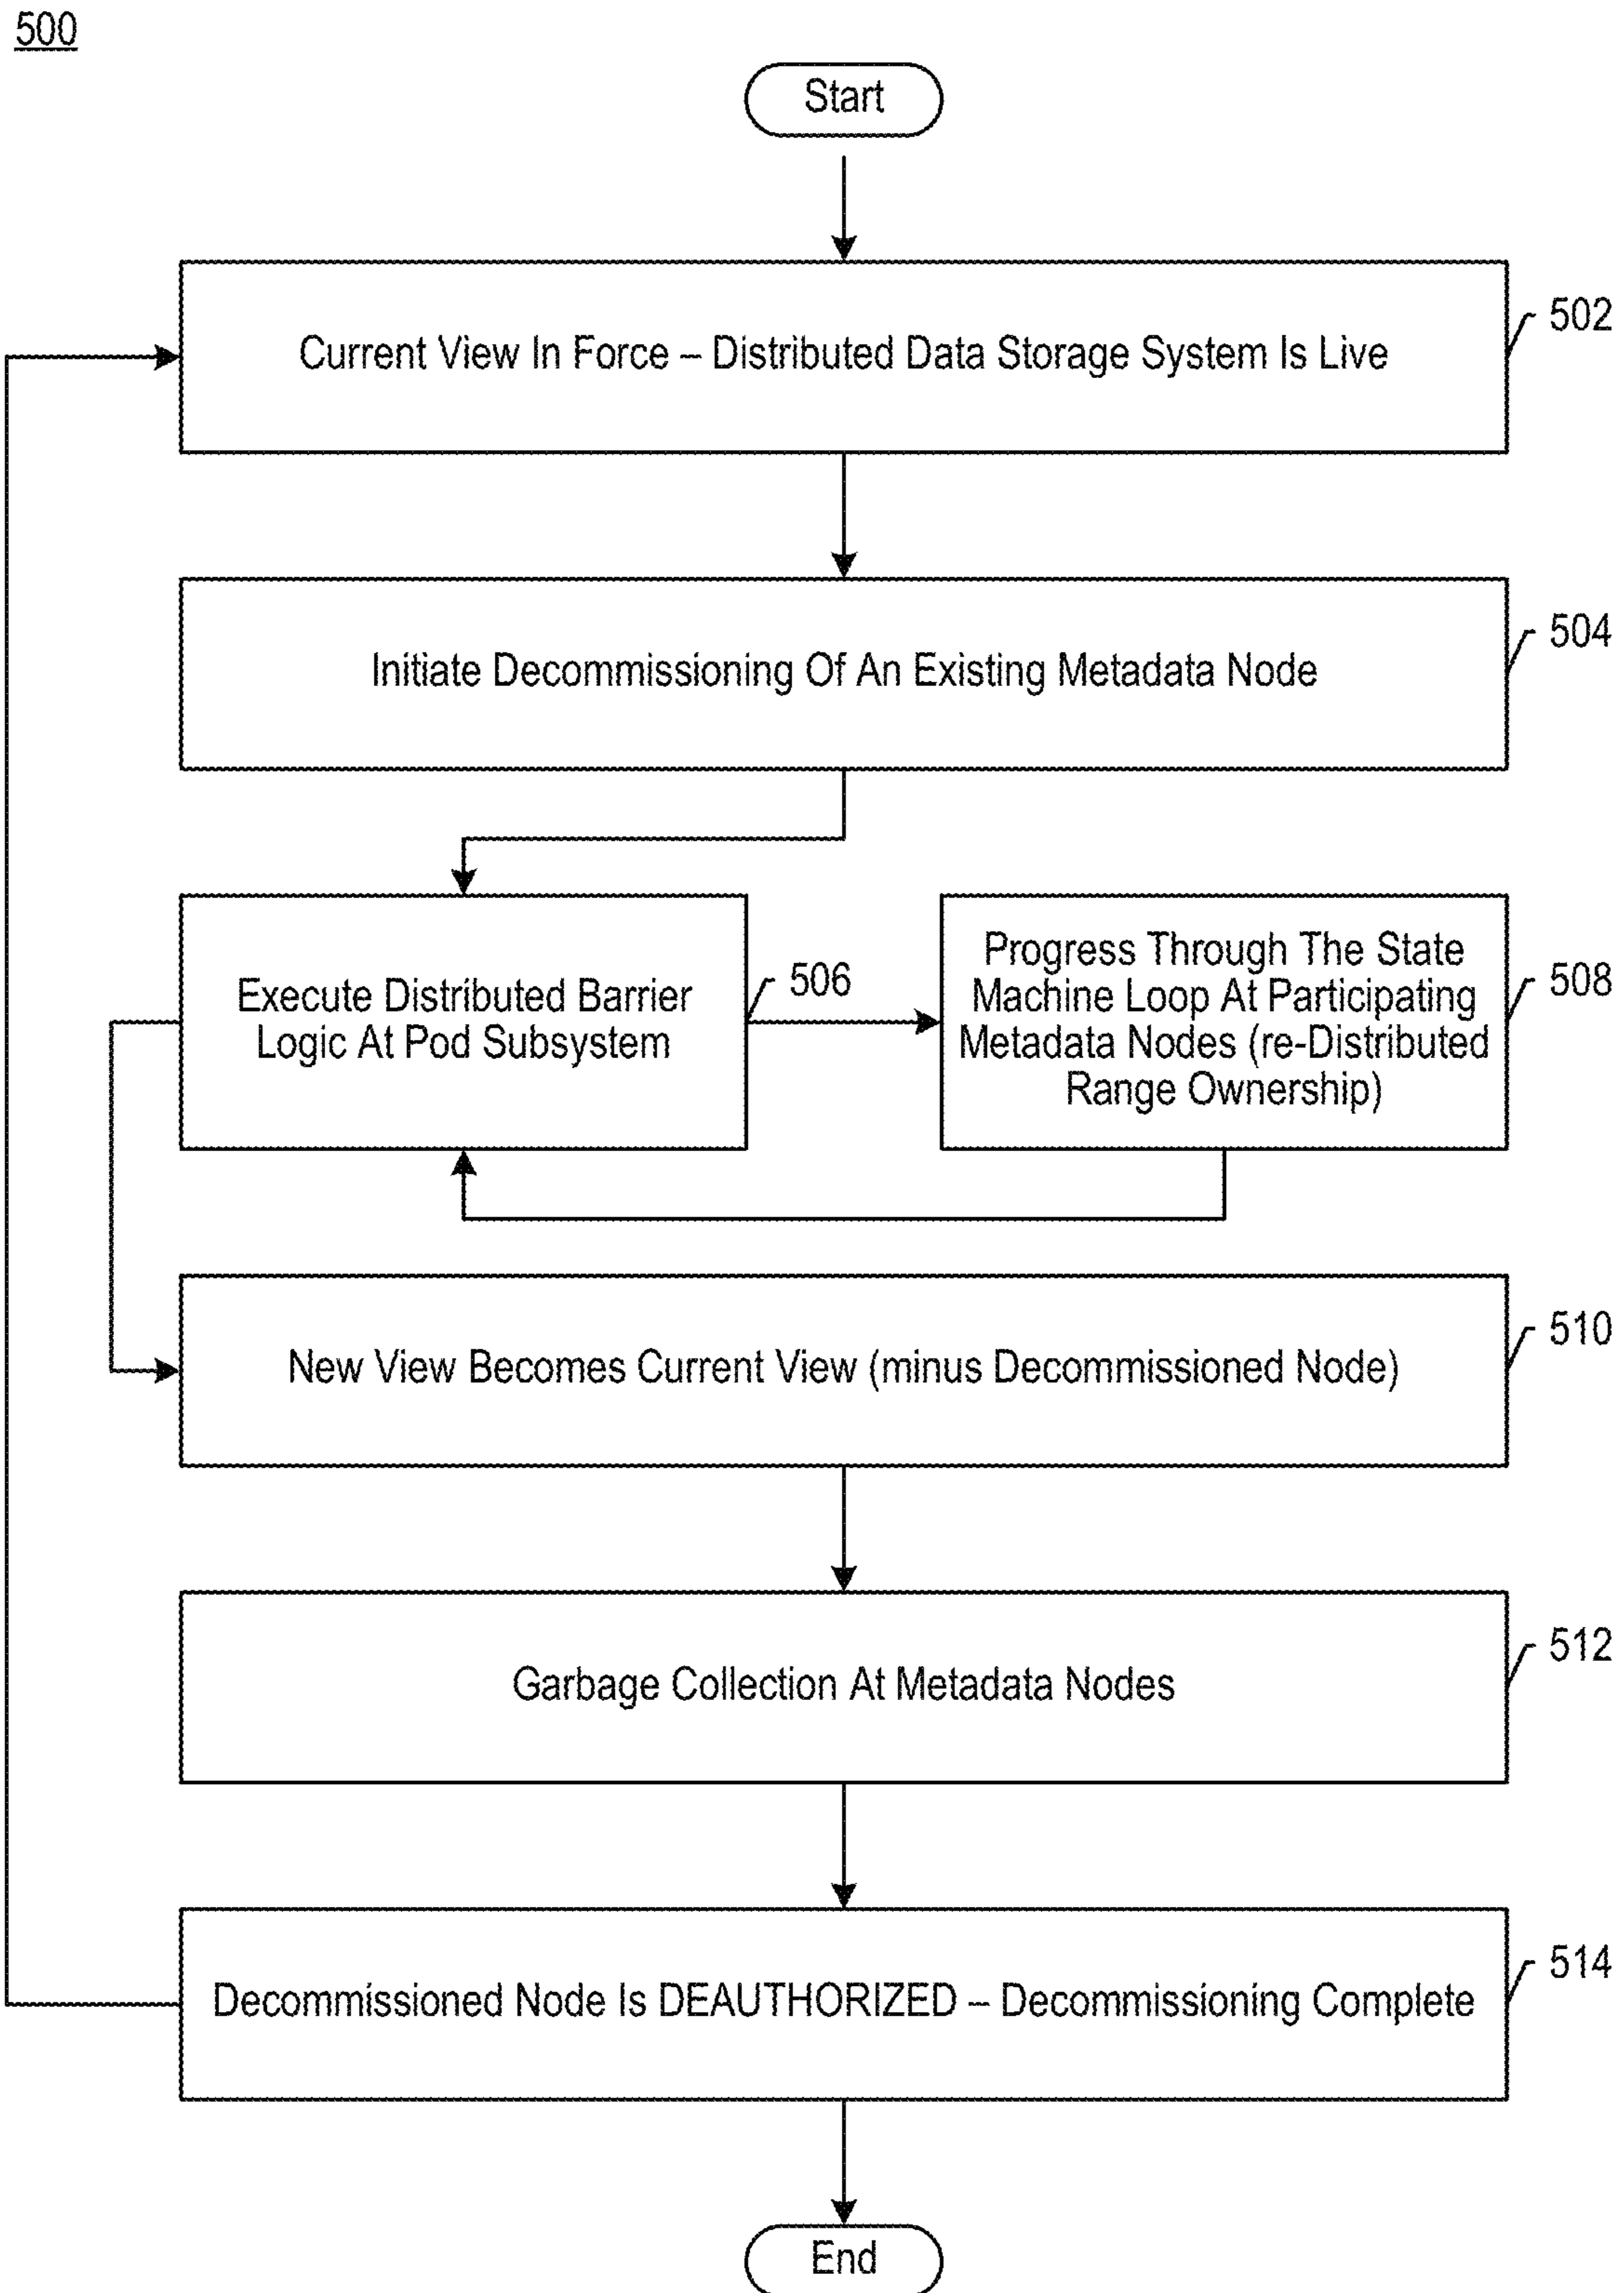 500
Start
Current View In Force – Distributed Data Storage System Is Live
502
Initiate Decommissioning Of An Existing Metadata Node
504
Execute Distributed Barrier
Logic At Pod Subsystem
506
Progress Through The State
Machine Loop At Participating
Metadata Nodes (re-Distributed
Range Ownership)
508
New View Becomes Current View (minus Decommissioned Node)
510
Garbage Collection At Metadata Nodes
512
Decommissioned Node Is DEAUTHORIZED – Decommissioning Complete
514
End